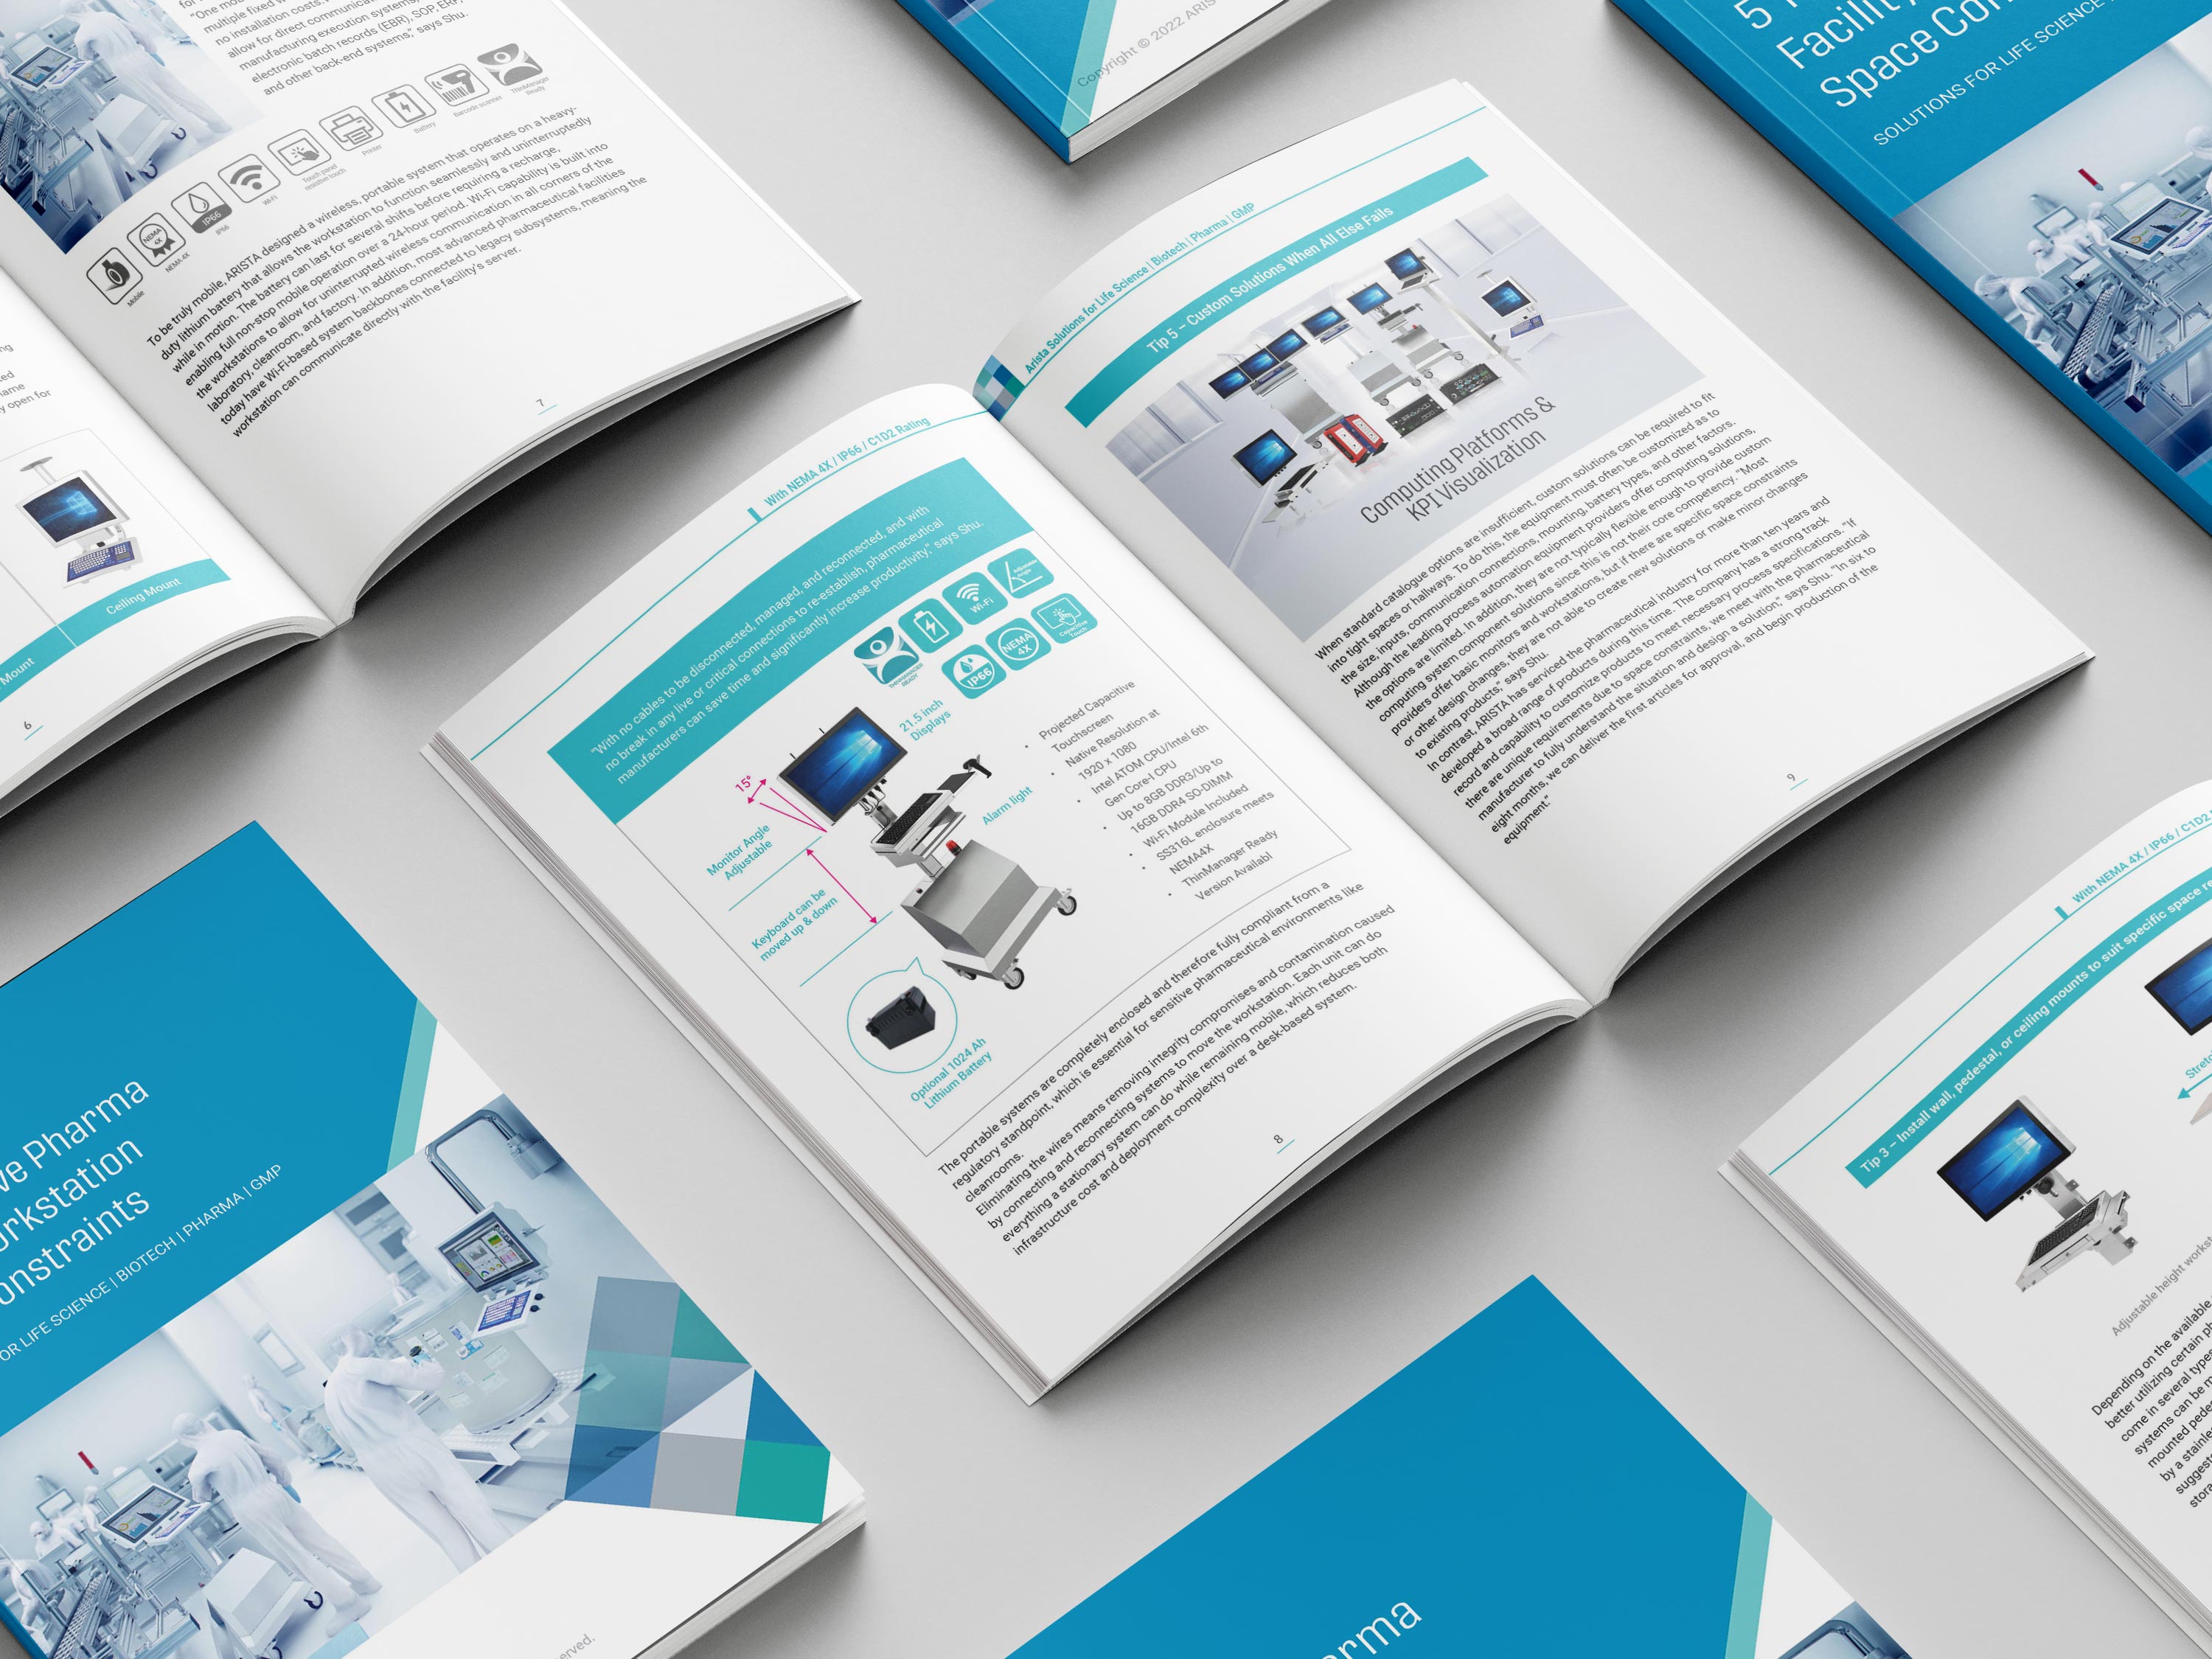 "One mo
multiple fixed w
no installation costs.
allow for direct communica
manufacturing execution systems,
electronic batch records (EBR), SOP, ERP,
and other back-end systems," says Shu.
Mobile
NEMA 4X
NEMA 4X
IP66
IP66
Wi-Fi
Touch panel
resistive touch
Printer
Battery
Barcode scanner
ThinManager
Ready
To be truly mobile, ARISTA designed a wireless, portable system that operates on a heavy-
duty lithium battery that allows the workstation to function seamlessly and uninterruptedly
while in motion. The battery can last for several shifts before requiring a recharge,
enabling full non-stop mobile operation over a 24-hour period. Wi-Fi capability is built into
the workstations to allow for uninterrupted wireless communication in all corners of the
laboratory, cleanroom, and factory. In addition, most advanced pharmaceutical facilities
today have Wi-Fi-based system backbones connected to legacy subsystems, meaning the
workstation can communicate directly with the facility's server.
7
y open for
Ceiling Mount
Mount
6
Copyright © 2022 ARIS
5
Facilit
Space Con
SOLUTIONS FOR LIFE SCIENCE
With NEMA 4X / IP66 / C1D2 Rating
"With no cables to be disconnected, managed, and reconnected, and with
no break in any live or critical connections to re-establish, pharmaceutical
manufacturers can save time and significantly increase productivity," says Shu.
THINMANAGER
READY
Wi-Fi
Adjustable
Angle
IP66
NEMA
4X
Capacitive
Touch
21.5 inch
Displays
15°
Monitor Angle
Adjustable
Keyboard can be
moved up & down
Alarm light
Optional 1024 Ah
Lithium Battery
• Projected Capacitive
Touchscreen
• Native Resolution at
1920 x 1080
• Intel ATOM CPU/Intel 6th
Gen Core-I CPU
• Up to 8GB DDR3/Up to
16GB DDR4 SO-DIMM
• Wi-Fi Module Included
• SS316L enclosure meets
NEMA4X
• ThinManager Ready
Version Availabl
The portable systems are completely enclosed and therefore fully compliant from a
regulatory standpoint, which is essential for sensitive pharmaceutical environments like
cleanrooms.
Eliminating the wires means removing integrity compromises and contamination caused
by connecting and reconnecting systems to move the workstation. Each unit can do
everything a stationary system can do while remaining mobile, which reduces both
infrastructure cost and deployment complexity over a desk-based system.
8
Arista Solutions for Life Science | Biotech | Pharma | GMP
Tip 5 – Custom Solutions When All Else Fails
Computing Platforms &
KPI Visualization
When standard catalogue options are insufficient, custom solutions can be required to fit
into tight spaces or hallways. To do this, the equipment must often be customized as to
the size, inputs, communication connections, mounting, battery types, and other factors.
Although the leading process automation equipment providers offer computing solutions,
the options are limited. In addition, they are not typically flexible enough to provide custom
computing system component solutions since this is not their core competency. "Most
providers offer basic monitors and workstations, but if there are specific space constraints
or other design changes, they are not able to create new solutions or make minor changes
to existing products," says Shu.
In contrast, ARISTA has serviced the pharmaceutical industry for more than ten years and
developed a broad range of products during this time. The company has a strong track
record and capability to customize products to meet necessary process specifications. "If
there are unique requirements due to space constraints, we meet with the pharmaceutical
manufacturer to fully understand the situation and design a solution," says Shu. "In six to
eight months, we can deliver the first articles for approval, and begin production of the
equipment."
9
ve Pharma
orkstation
onstraints
OR LIFE SCIENCE | BIOTECH | PHARMA | GMP
erved.
arma
With NEMA 4X / IP66 / C1D2
Tip 3 – Install wall, pedestal, or ceiling mounts to suit specific space re
Stretc
Adjustable height workst
Depending on the available
better utilizing certain ph
come in several types
systems can be m
mounted pede
by a stainles
suggests
stora